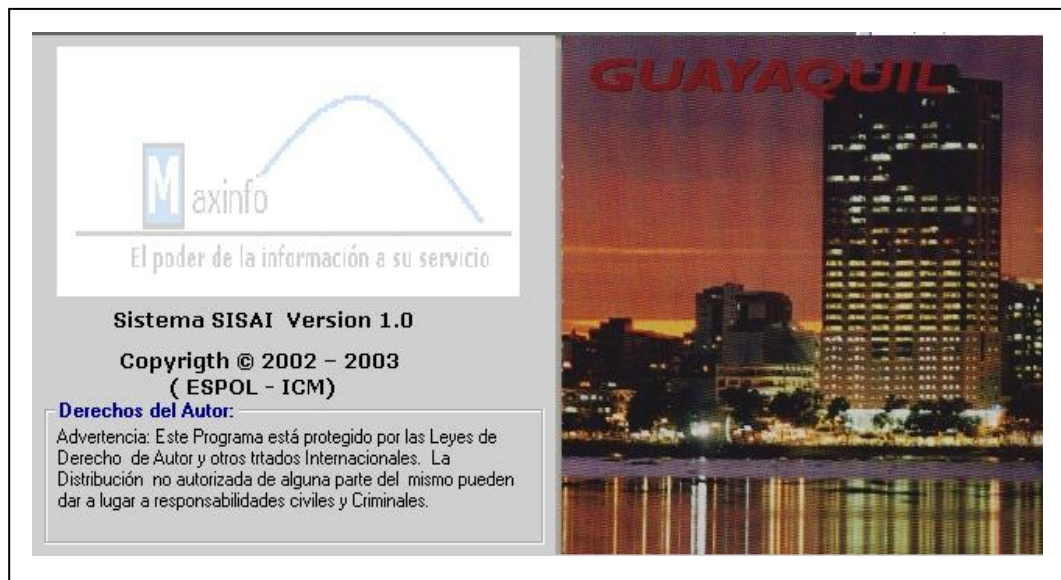 Maxinfo
El poder de la información a su servicio
Sistema SISAI Version 1.0
Copyrigth © 2002 – 2003
( ESPOL - ICM)
Derechos del Autor:
Advertencia: Este Programa está protegido por las Leyes de
Derecho de Autor y otros trtados Internacionales. La
Distribución no autorizada de alguna parte del mismo pueden
dar a lugar a responsabilidades civiles y Criminales.
GUAYAQUIL